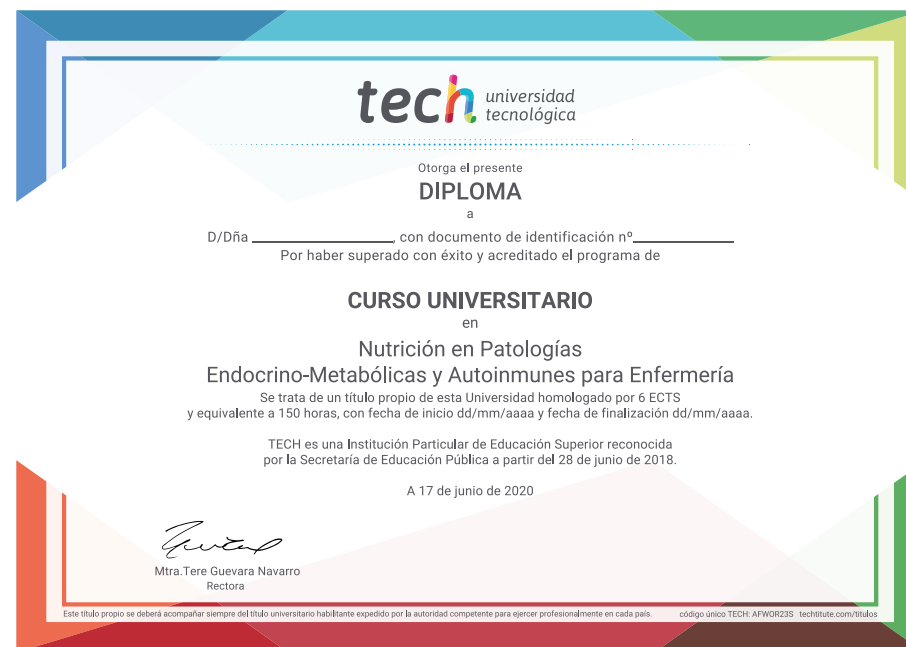 tech universidad
tecnológica
Otorga el presente
DIPLOMA
a
D/Dña ____________________, con documento de identificación nº______________
Por haber superado con éxito y acreditado el programa de
CURSO UNIVERSITARIO
en
Nutrición en Patologías
Endocrino-Metabólicas y Autoinmunes para Enfermería
Se trata de un título propio de esta Universidad homologado por 6 ECTS
y equivalente a 150 horas, con fecha de inicio dd/mm/aaaa y fecha de finalización dd/mm/aaaa.
TECH es una Institución Particular de Educación Superior reconocida
por la Secretaría de Educación Pública a partir del 28 de junio de 2018.
A 17 de junio de 2020
Mtra.Tere Guevara Navarro
Rectora
Este título propio se deberá acompañar siempre del título universitario habilitante expedido por la autoridad competente para ejercer profesionalmente en cada país. código único TECH: AFWOR23S techtitute.com/titulos